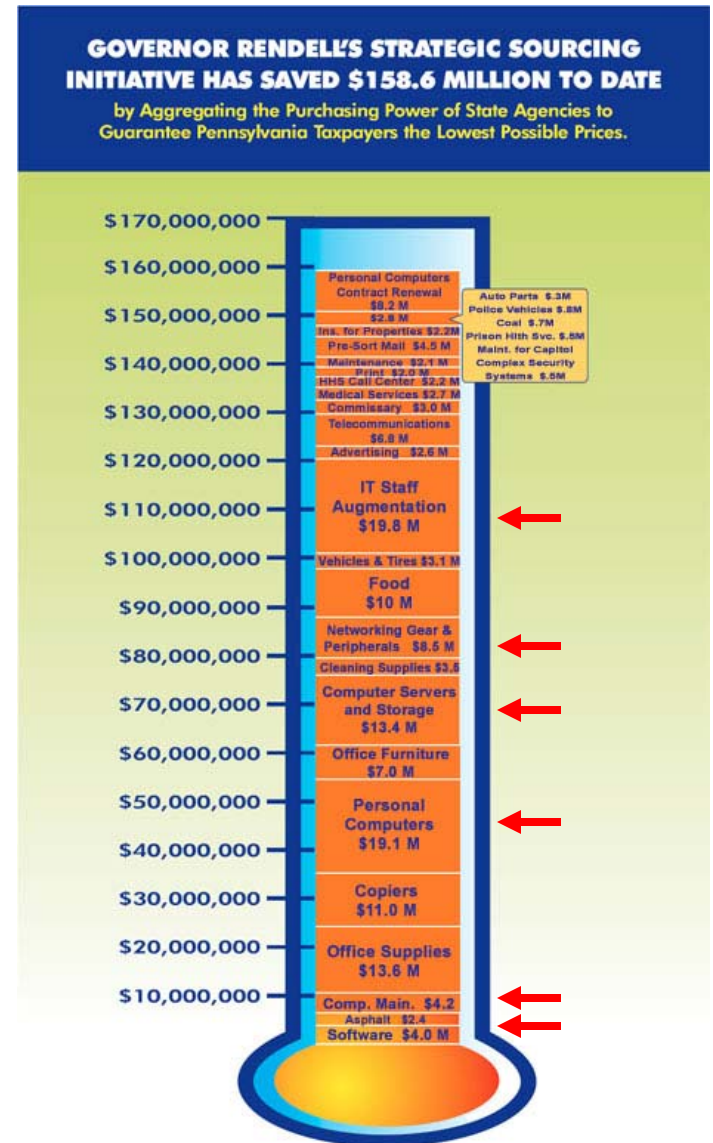 GOVERNOR RENDELL'S STRATEGIC SOURCING
INITIATIVE HAS SAVED $158.6 MILLION TO DATE
by Aggregating the Purchasing Power of State Agencies to
Guarantee Pennsylvania Taxpayers the Lowest Possible Prices.
$170,000,000
$160,000,000
$150,000,000
$140,000,000
$130,000,000
$120,000,000
$110,000,000
$100,000,000
$90,000,000
$80,000,000
$70,000,000
$60,000,000
$50,000,000
$40,000,000
$30,000,000
$20,000,000
$10,000,000
Personal Computers
Contract Renewal
$8.2 M
$2.8 M
Ins. for Properties $2.2M
Pre-Sort Mail $4.5 M
Maintenance $2.1 M
Print $2.0 M
HHS Call Center $2.2 M
Medical Services $2.7 M
Commissary $3.0 M
Telecommunications
$6.8 M
Advertising $2.6 M
IT Staff
Augmentation
$19.8 M
Vehicles & Tires $3.1 M
Food
$10 M
Networking Gear &
Peripherals $8.5 M
Cleaning Supplies $3.5
Computer Servers
and Storage
$13.4 M
Office Furniture
$7.0 M
Personal
Computers
$19.1 M
Copiers
$11.0 M
Office Supplies
$13.6 M
Comp. Main. $4.2
Asphalt $2.4
Software $4.0 M
Auto Parts $.3M
Police Vehicles $.8M
Coal $.7M
Prison Hlth Svc. $.5M
Maint. for Capitol
Complex Security
Systems $.5M